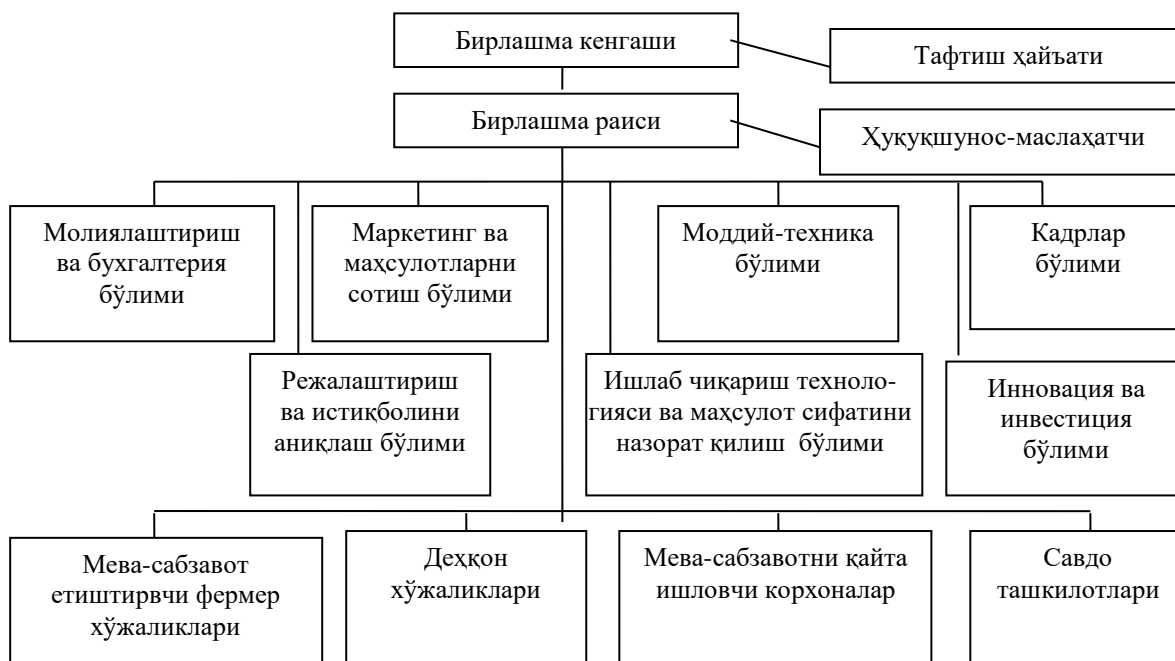 Бирлашма кенгаши
Тафтиш ҳайъати
Бирлашма раиси
Ҳуқуқшунос-маслаҳатчи
Молиялаштириш
ва бухгалтерия
бўлими
Маркетинг ва
маҳсулотларни
сотиш бўлими
Моддий-техника
бўлими
Кадрлар
бўлими
Режалаштириш
ва истиқболини
аниқлаш бўлими
Ишлаб чиқариш техноло-
гияси ва маҳсулот сифатини
назорат қилиш бўлими
Инновация ва
инвестиция
бўлими
Мева-сабзавот
етиштирвчи фермер
хўжаликлари
Деҳқон
хўжаликлари
Мева-сабзавотни қайта
ишловчи корхоналар
Савдо
ташкилотлари